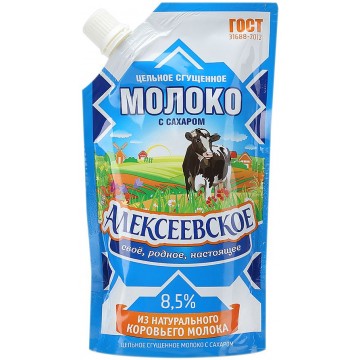 ГОСТ
31688-2012
ЦЕЛЬНОЕ СГУЩЕННОЕ
МОЛОКО
С САХАРОМ
АЛЕКСЕЕВСКОЕ
своё, родное, настоящее
8,5%
ИЗ НАТУРАЛЬНОГО
КОРОВЬЕГО МОЛОКА
ЦЕЛЬНОЕ СГУЩЕННОЕ МОЛОКО С САХАРОМ